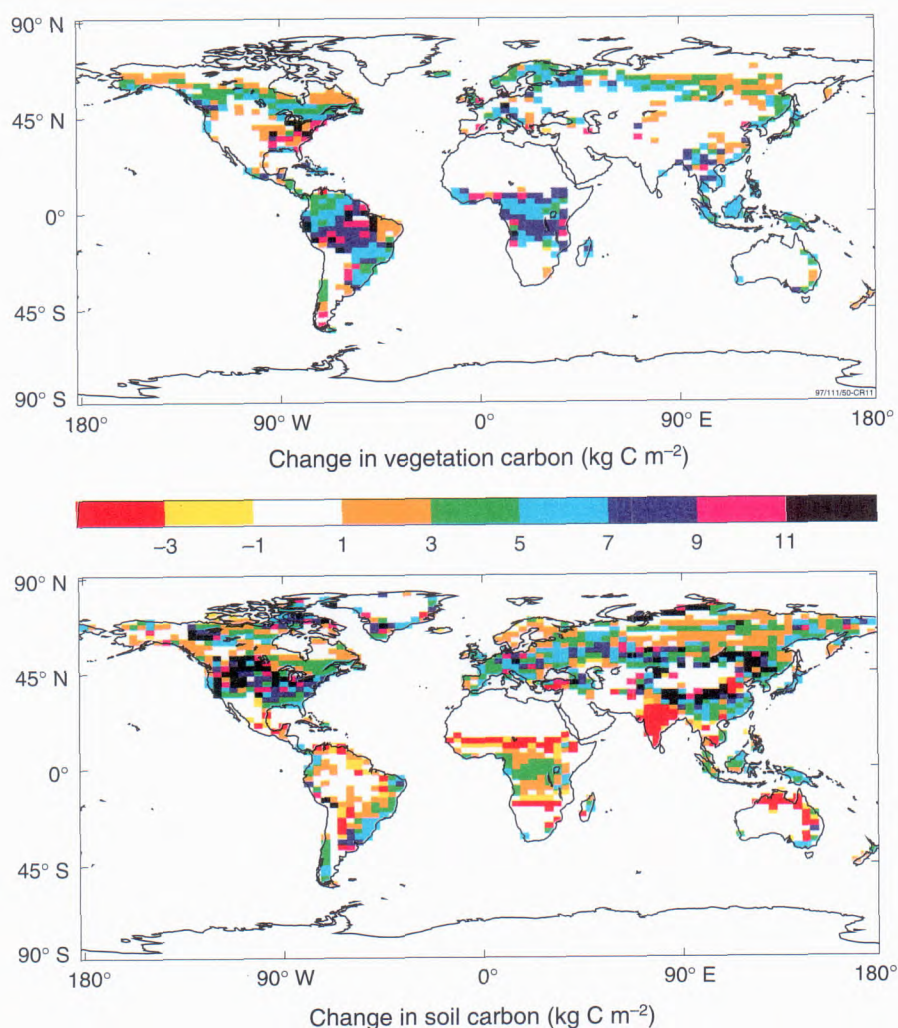 90° N
45° N
0°
45° S
90° S
97/111/50-CR11
180° 90° W 0° 90° E 180°
Change in vegetation carbon (kg C m⁻²)
−3 −1 1 3 5 7 9 11
90° N
45° N
0°
45° S
90° S
180° 90° W 0° 90° E 180°
Change in soil carbon (kg C m⁻²)